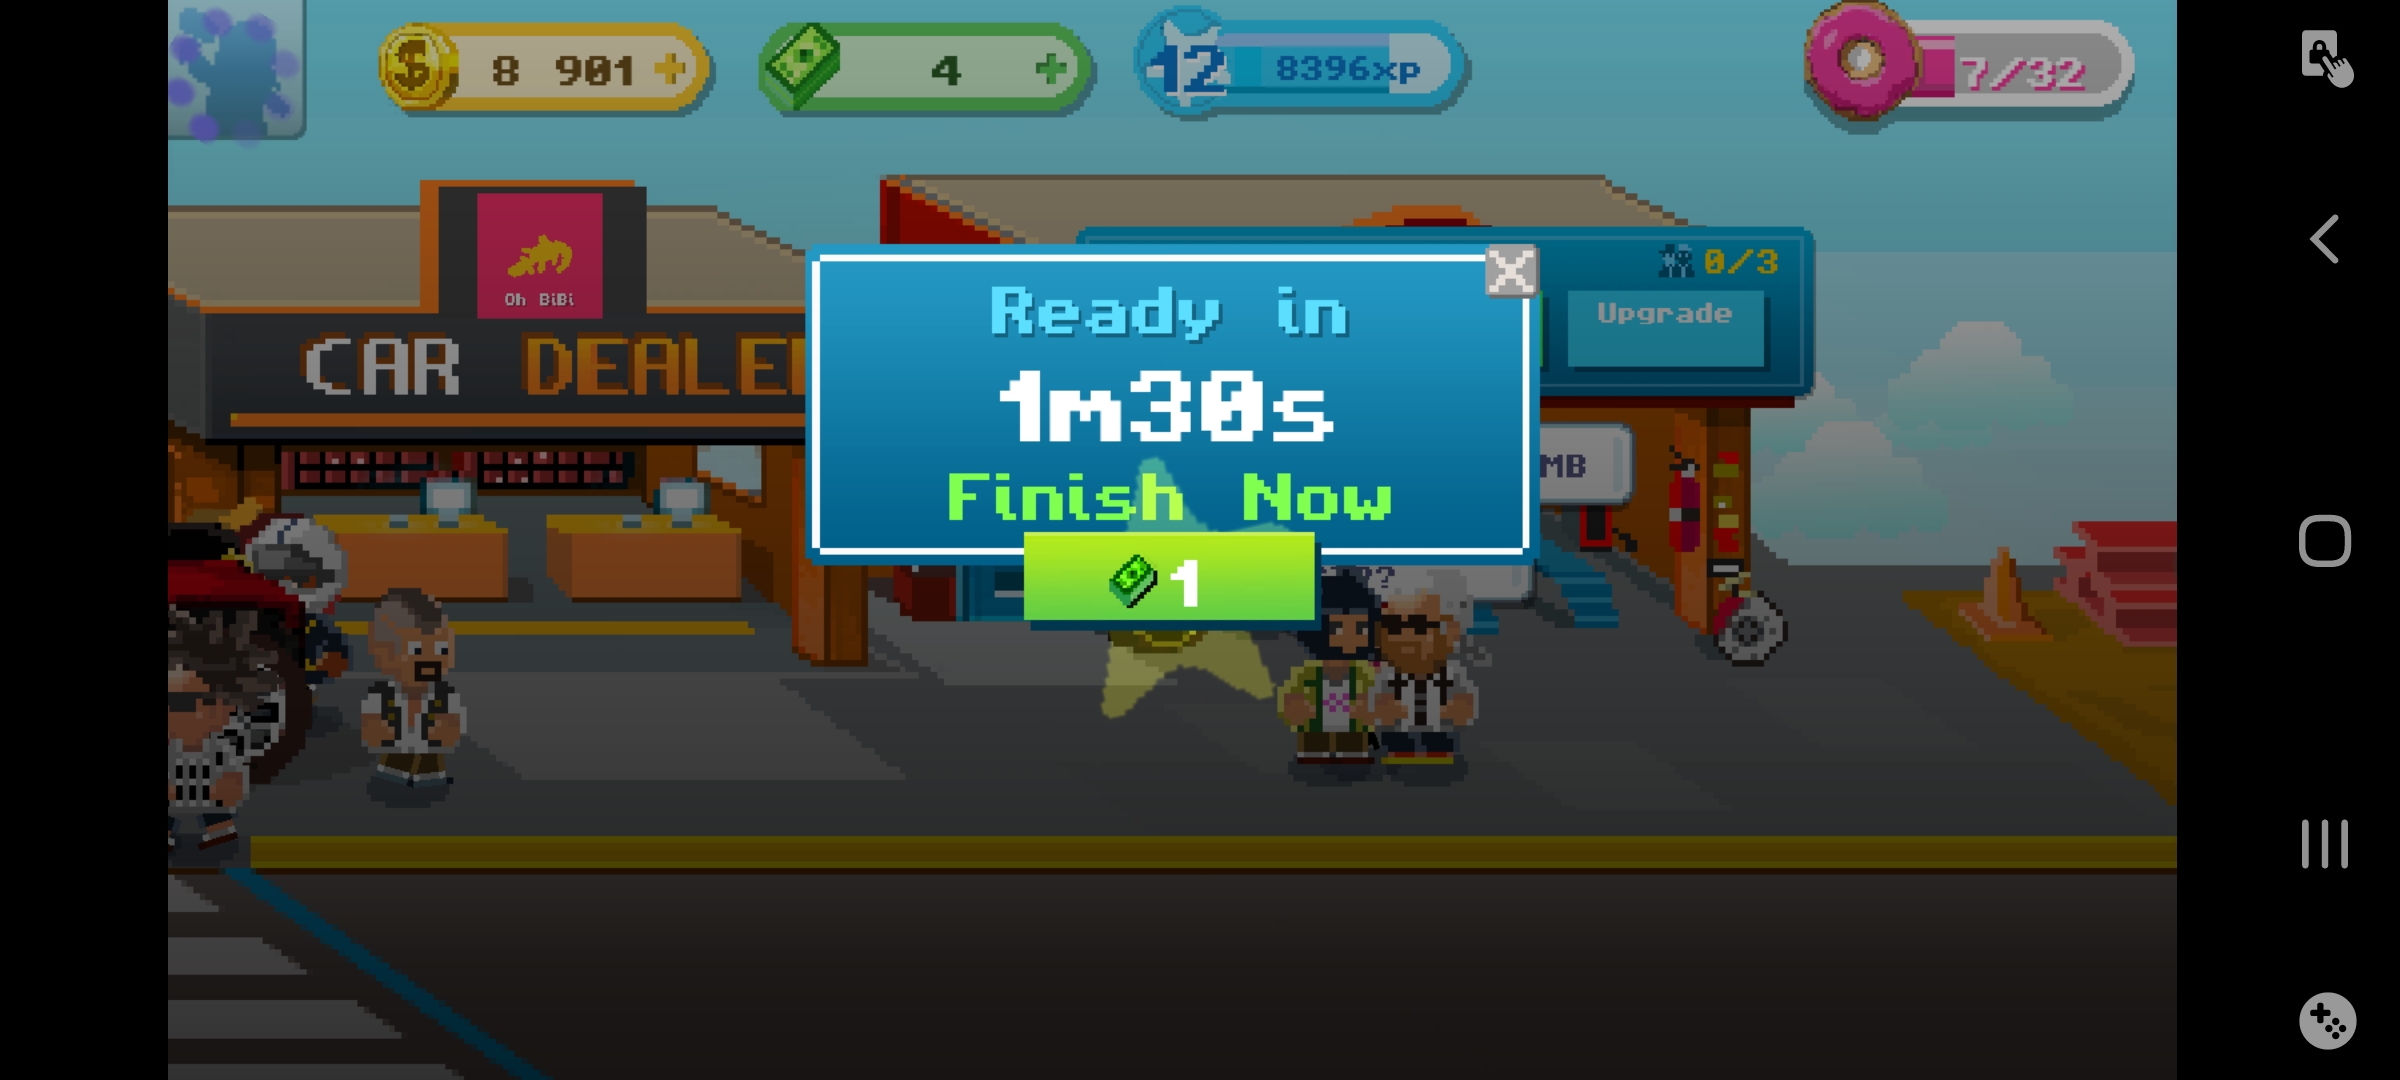 8 901 +
4 +
12 8396xp
7/32
Oh BiBi
CAR DEALE
0/3
Upgrade
Ready in
1m30s
Finish Now
1
MB